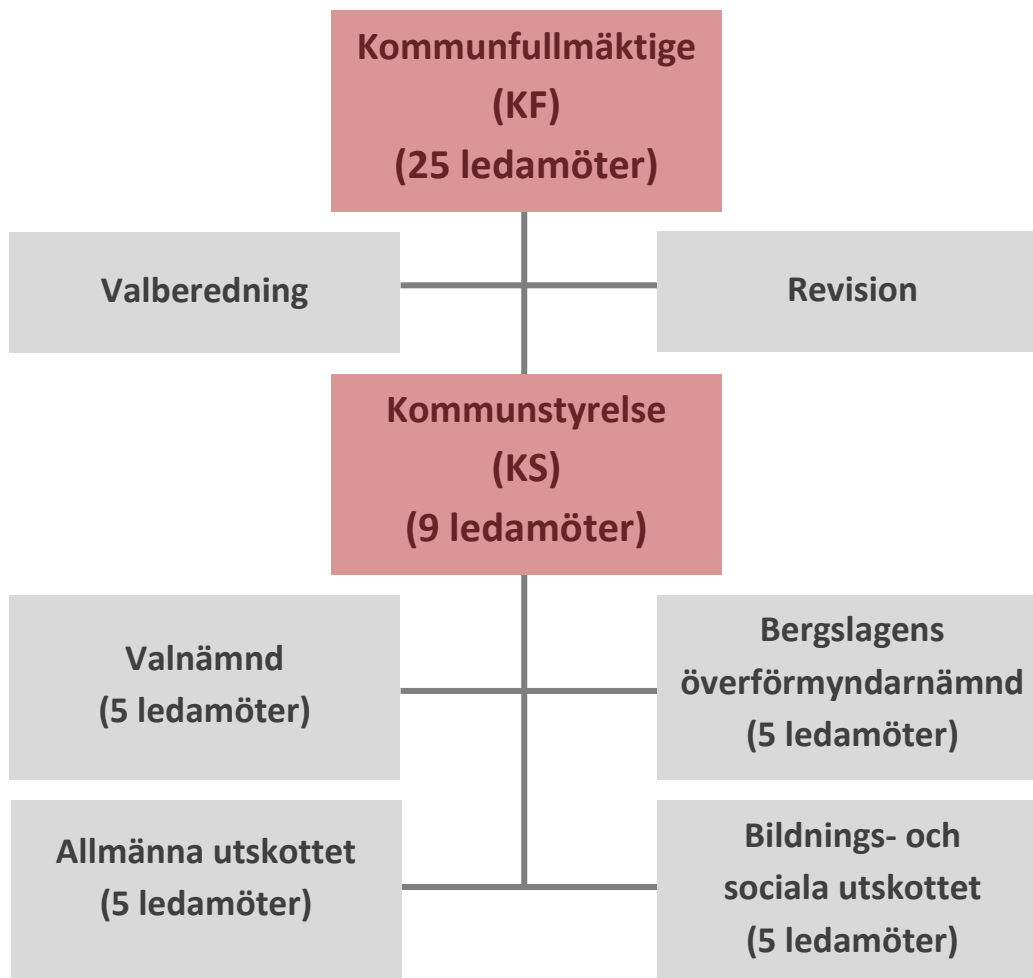 Kommunfullmäktige
(KF)
(25 ledamöter)
Valberedning
Revision
Kommunstyrelse
(KS)
(9 ledamöter)
Valnämnd
(5 ledamöter)
Bergslagens
överförmyndarnämnd
(5 ledamöter)
Allmänna utskottet
(5 ledamöter)
Bildnings- och
sociala utskottet
(5 ledamöter)